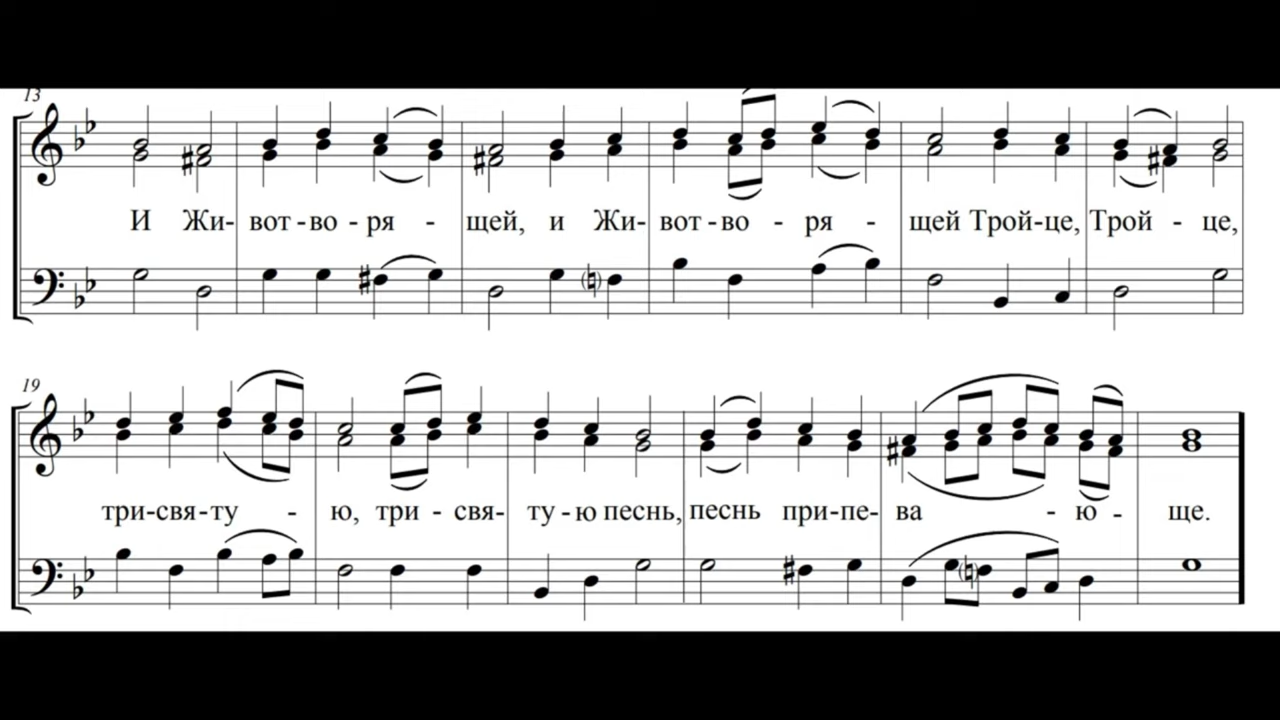 13
И Жи-вот-во-ря-щей, и Жи-вот-во-ря-щей Трой-це, Трой-це,
19
три-свя-ту-ю, три-свя-ту-ю песнь, песнь при-пе-ва-ю-ще.